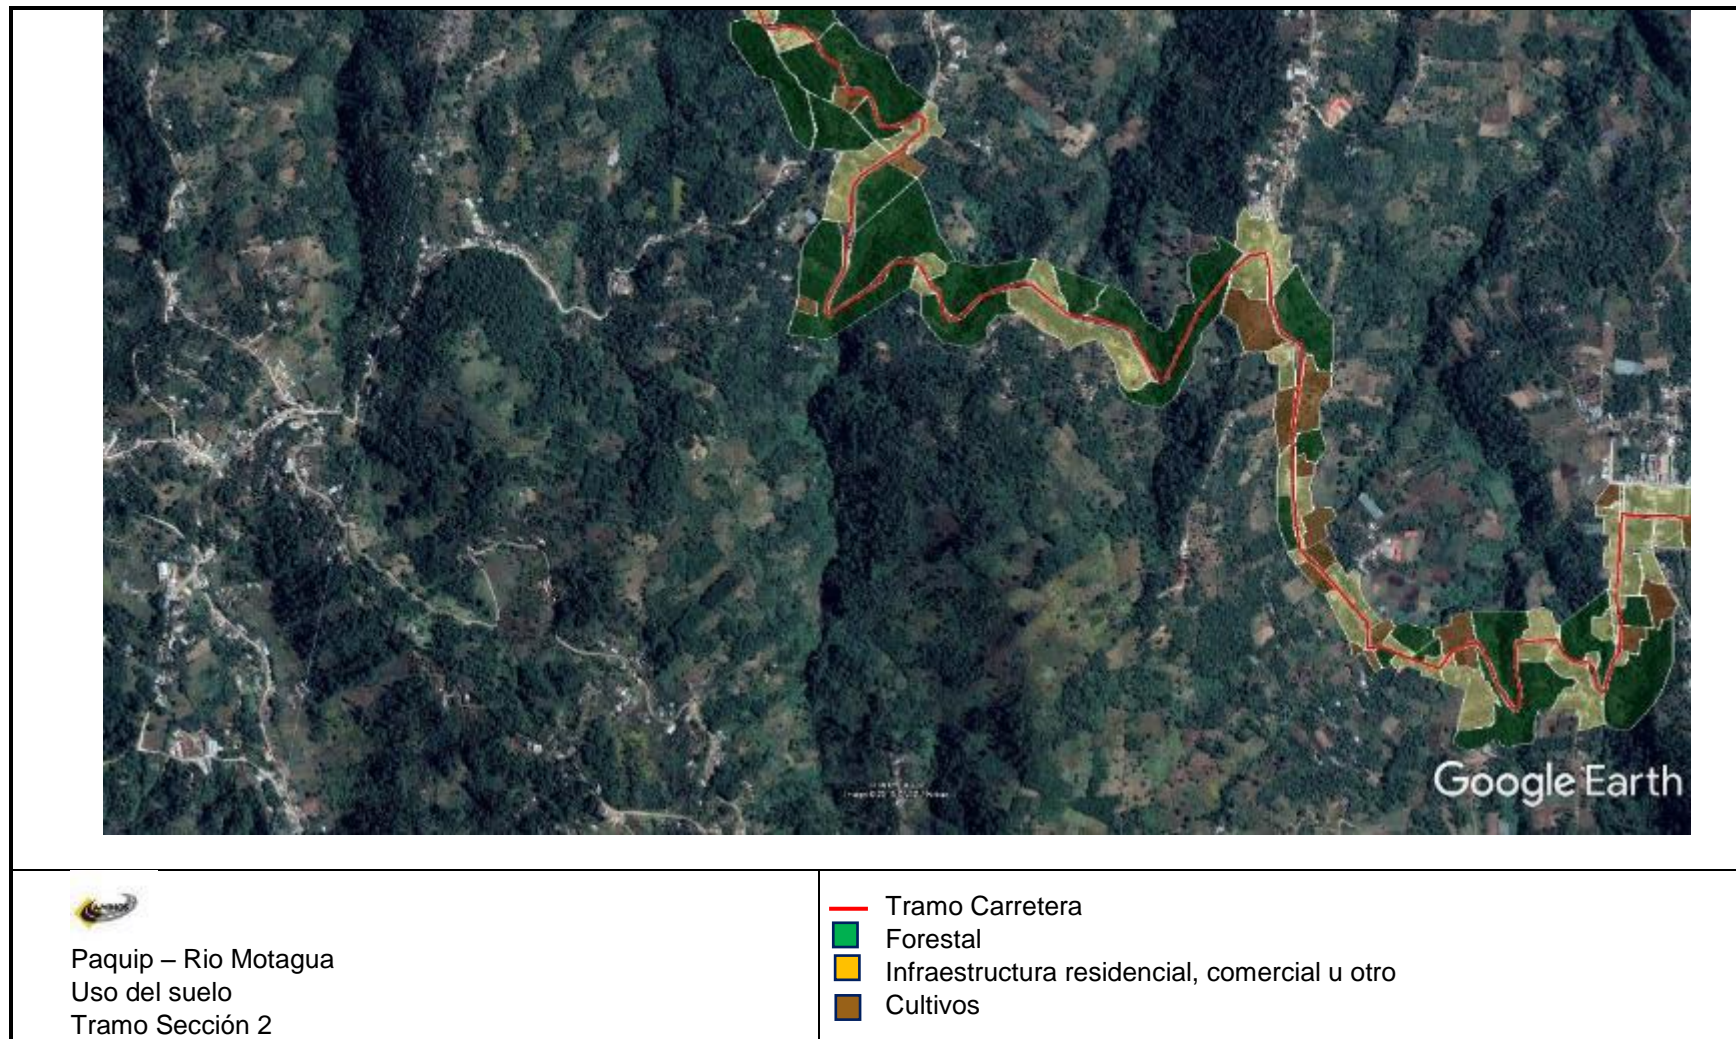 Google Earth
CAMINOS
Paquip – Rio Motagua
Uso del suelo
Tramo Sección 2
Tramo Carretera
Forestal
Infraestructura residencial, comercial u otro
Cultivos